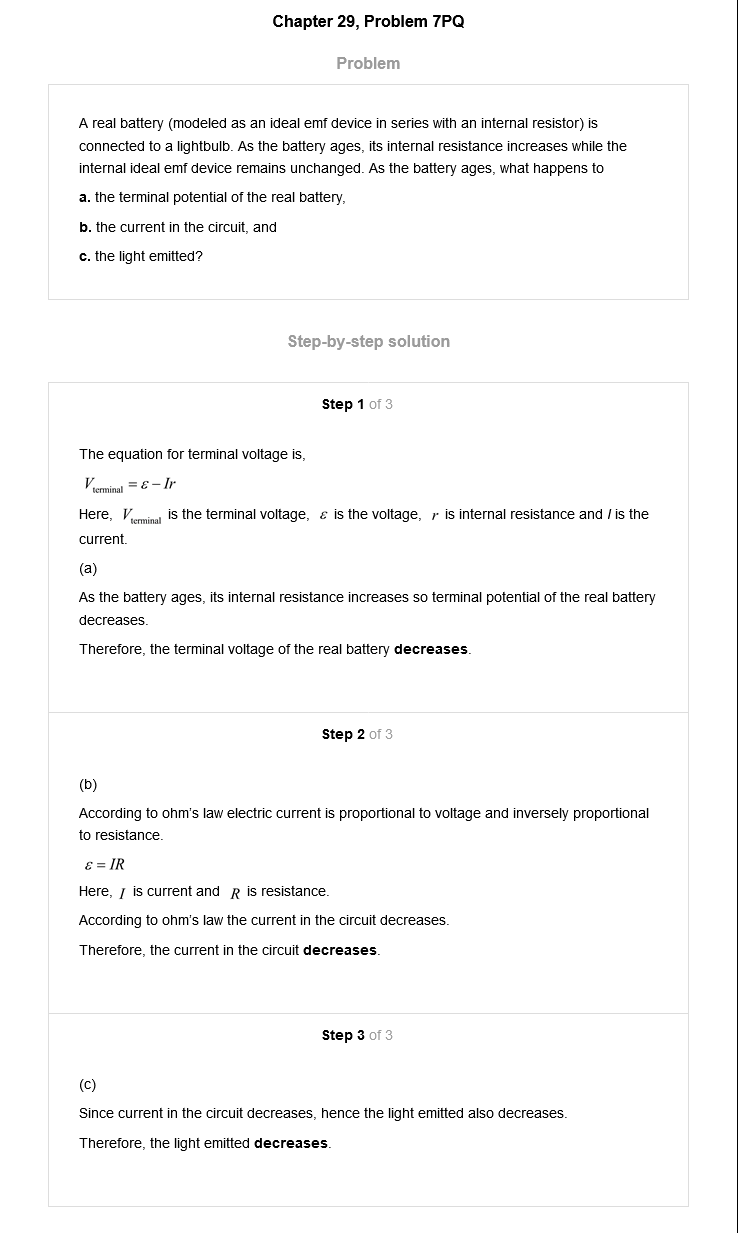 Chapter 29, Problem 7PQ
Problem
A real battery (modeled as an ideal emf device in series with an internal resistor) is
connected to a lightbulb. As the battery ages, its internal resistance increases while the
internal ideal emf device remains unchanged. As the battery ages, what happens to
a. the terminal potential of the real battery,
b. the current in the circuit, and
c. the light emitted?
Step-by-step solution
Step 1 of 3
The equation for terminal voltage is,
V_terminal = ε − Ir
Here, V_terminal is the terminal voltage, ε is the voltage, r is internal resistance and I is the
current.
(a)
As the battery ages, its internal resistance increases so terminal potential of the real battery
decreases.
Therefore, the terminal voltage of the real battery decreases.
Step 2 of 3
(b)
According to ohm's law electric current is proportional to voltage and inversely proportional
to resistance.
ε = IR
Here, I is current and R is resistance.
According to ohm's law the current in the circuit decreases.
Therefore, the current in the circuit decreases.
Step 3 of 3
(c)
Since current in the circuit decreases, hence the light emitted also decreases.
Therefore, the light emitted decreases.